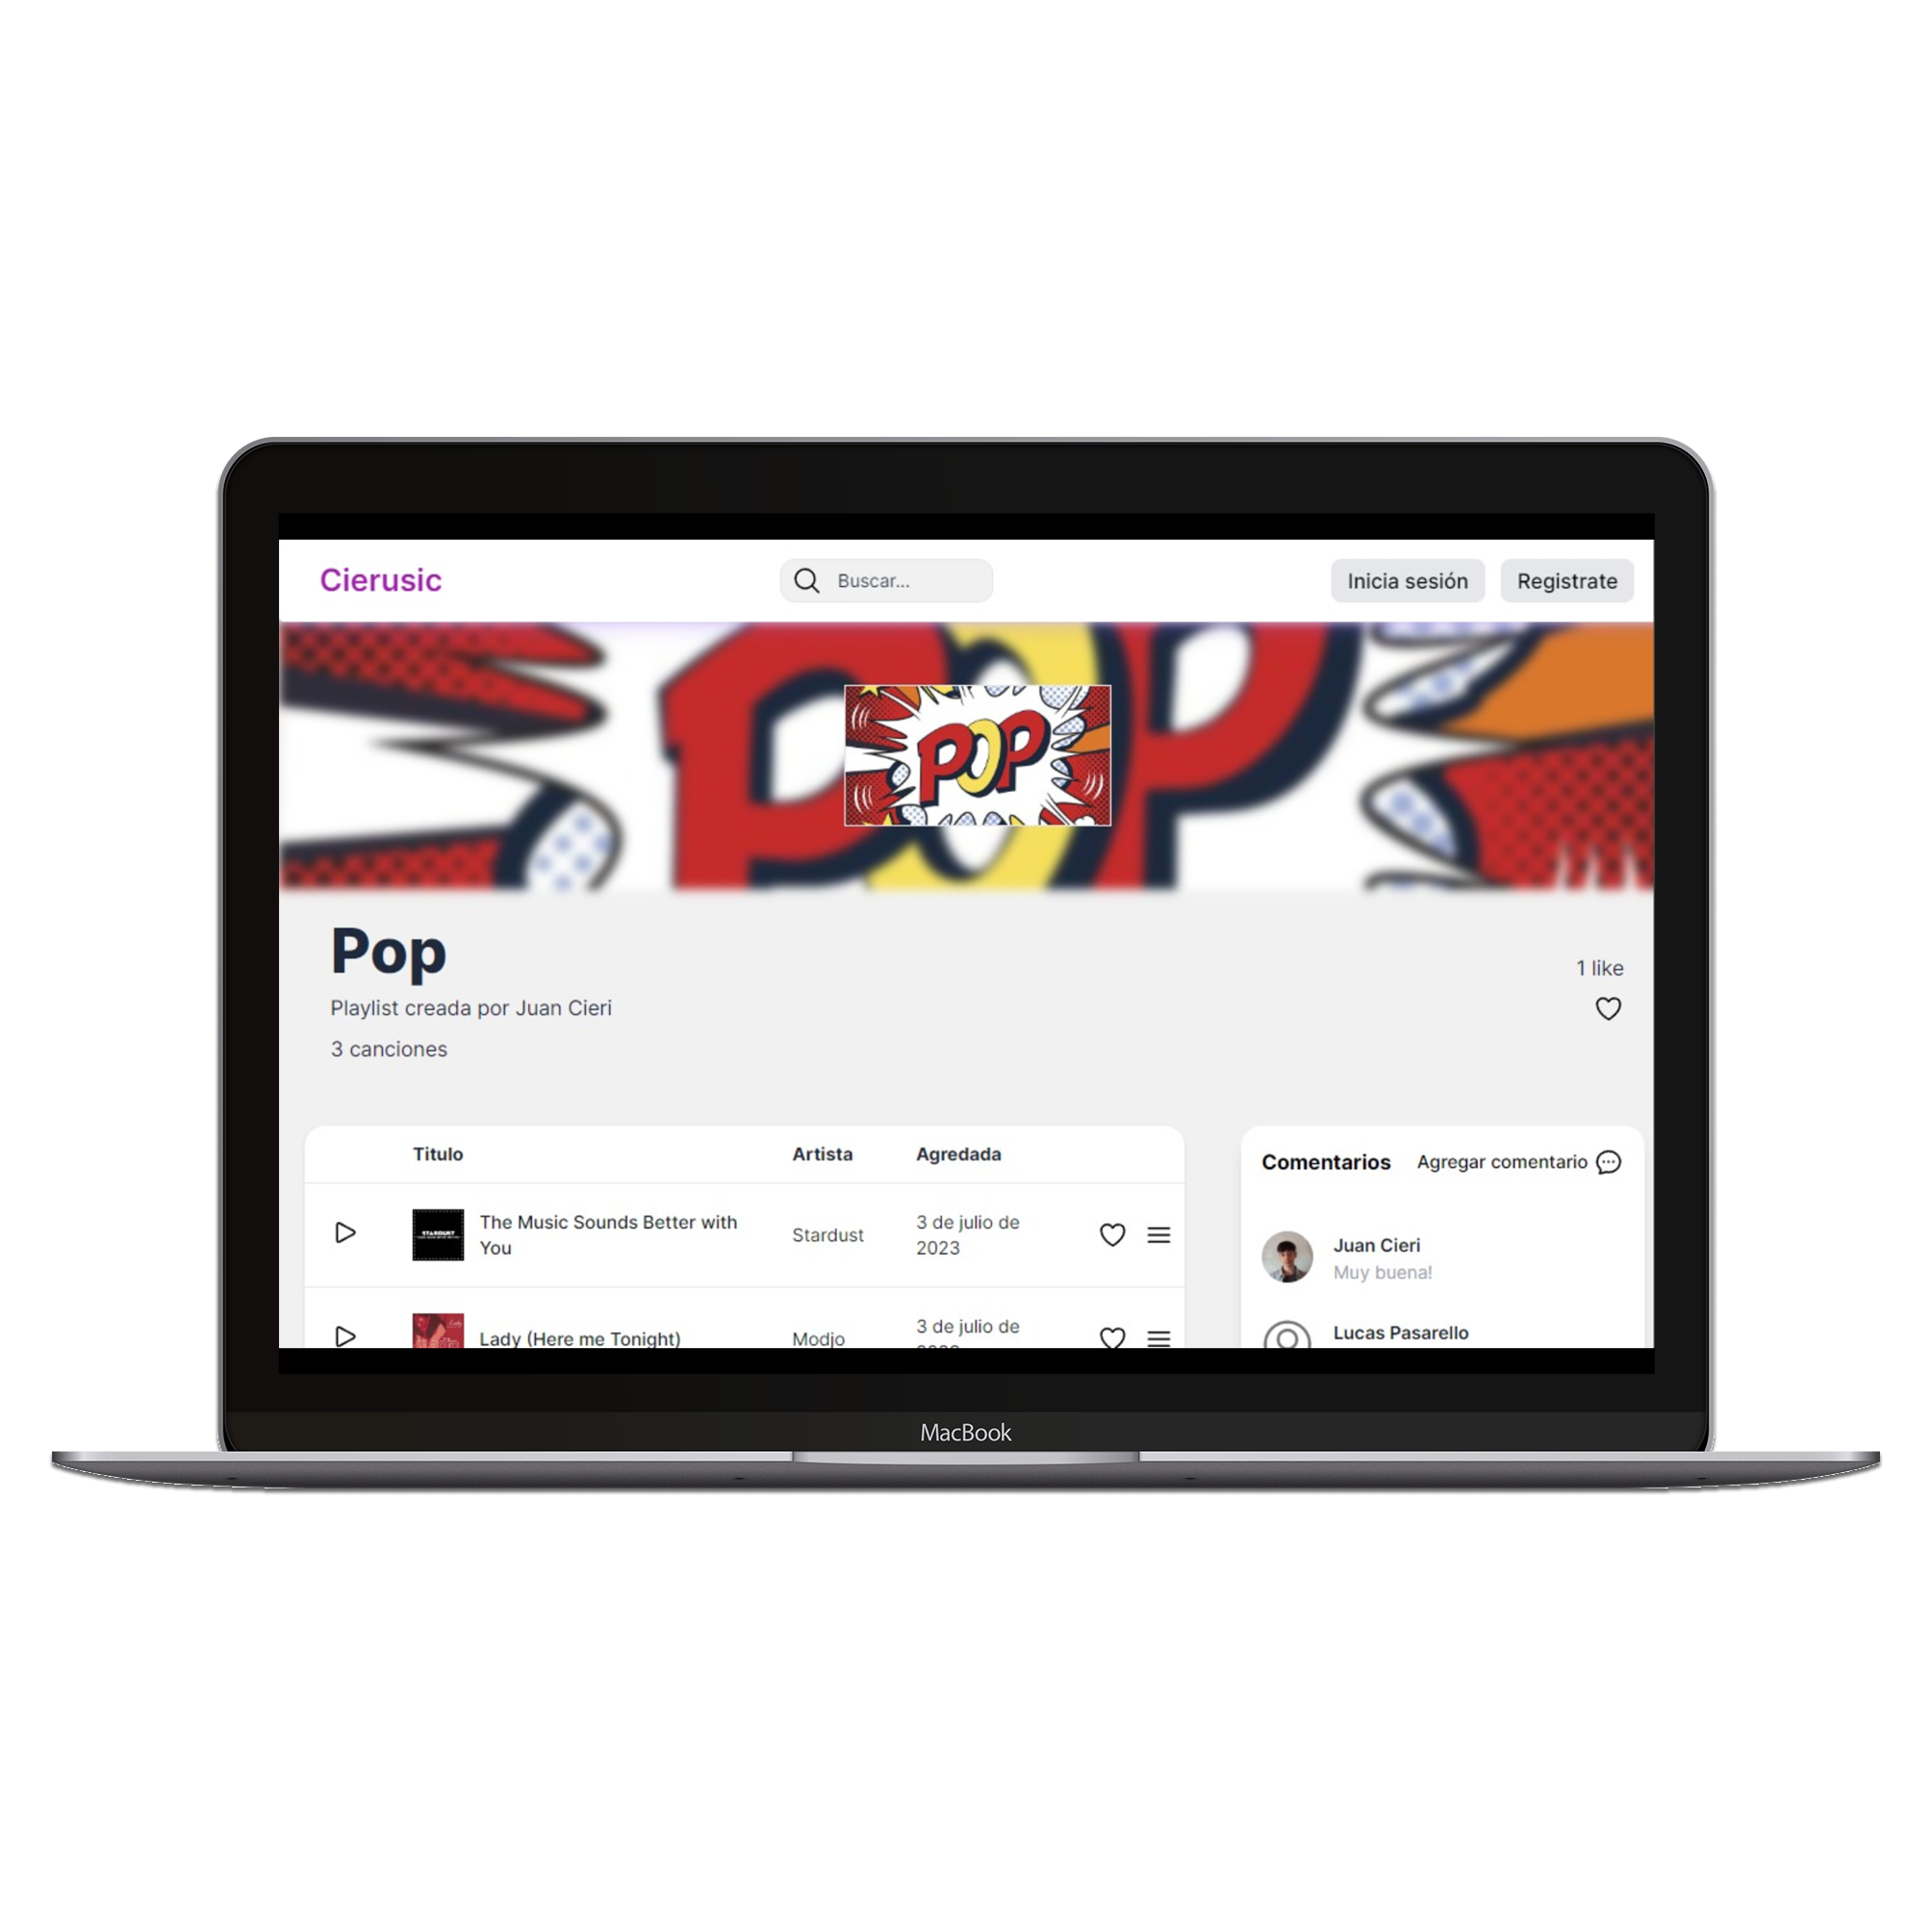 Cierusic
Buscar...
Inicia sesión
Registrate
POP
POP
Pop
Playlist creada por Juan Cieri
3 canciones
1 like
Titulo Artista Agredada
The Music Sounds Better with
You
Stardust
3 de julio de
2023
STARDUST
Lady (Here me Tonight)
Modjo
3 de julio de
Comentarios
Agregar comentario
Juan Cieri
Muy buena!
Lucas Pasarello
MacBook